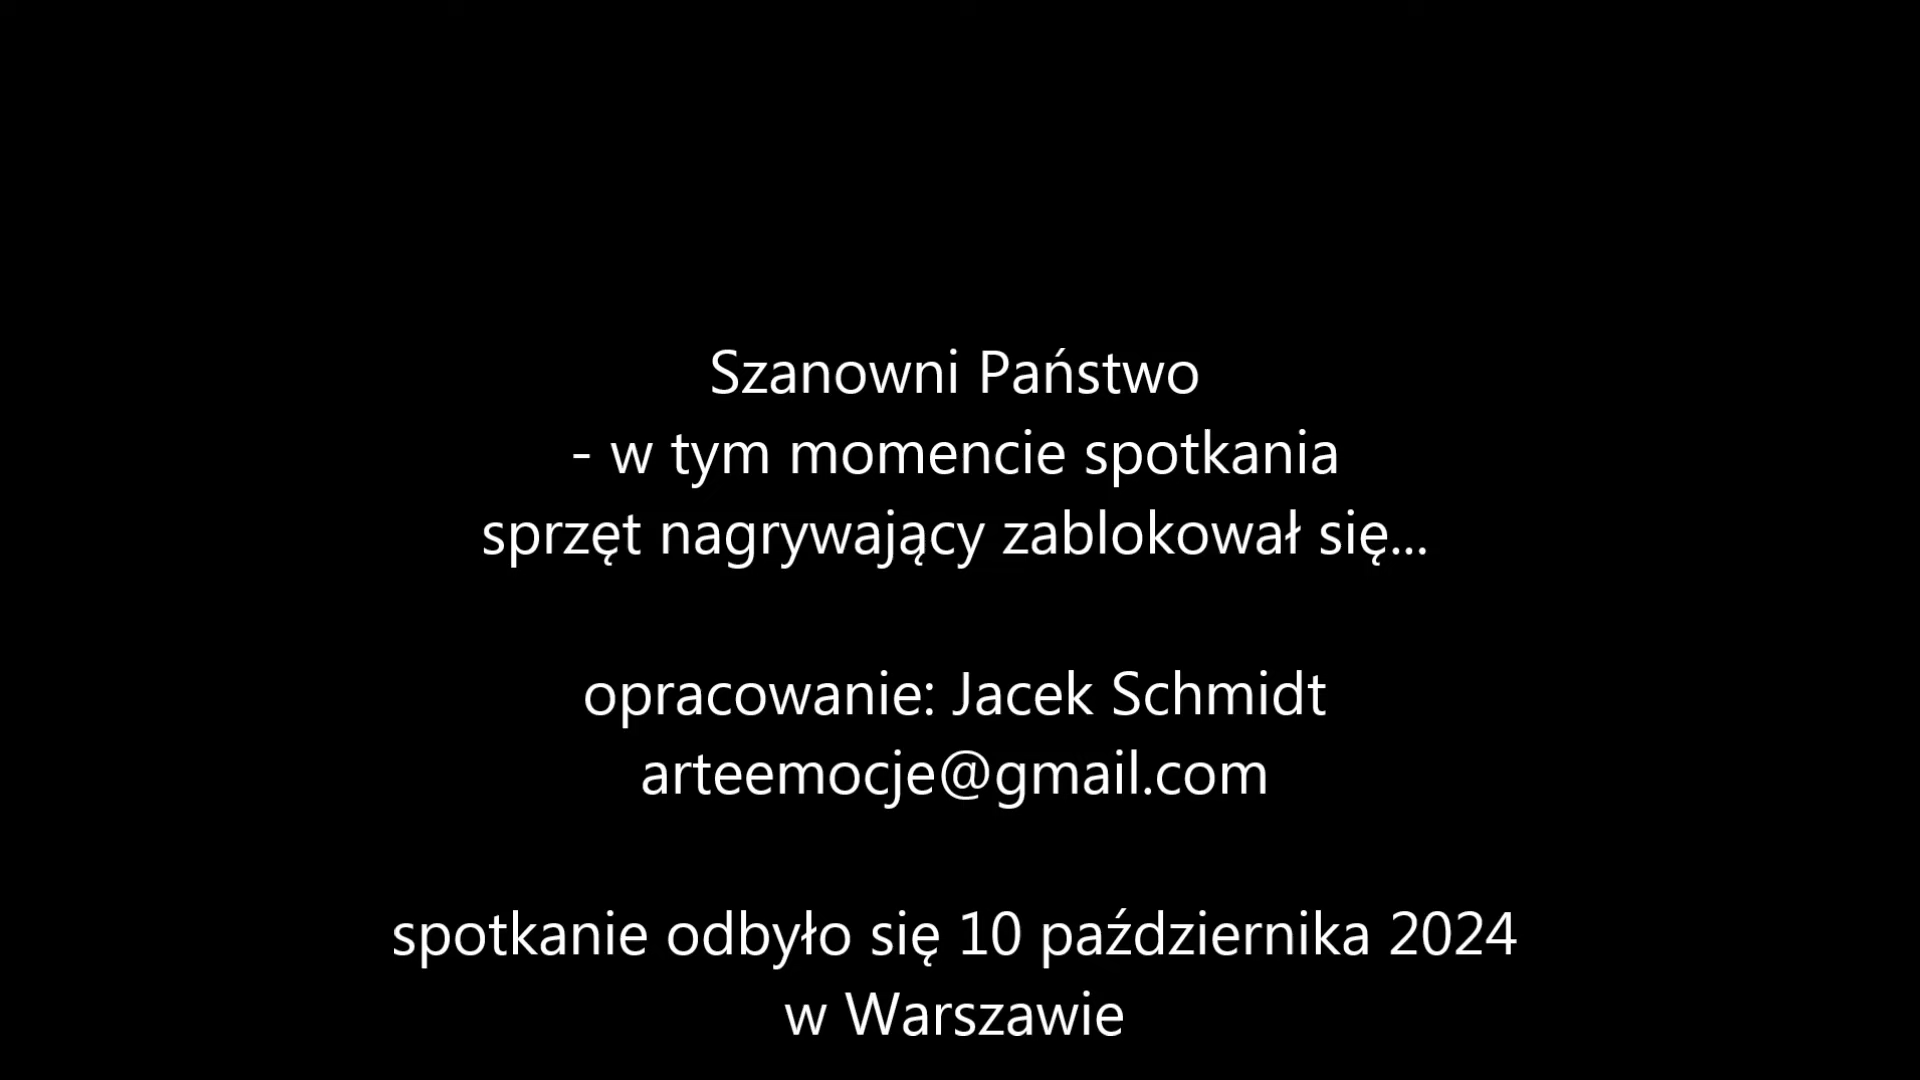 Szanowni Państwo
- w tym momencie spotkania
sprzęt nagrywający zablokował się...
opracowanie: Jacek Schmidt
arteemocje@gmail.com
spotkanie odbyło się 10 października 2024
w Warszawie